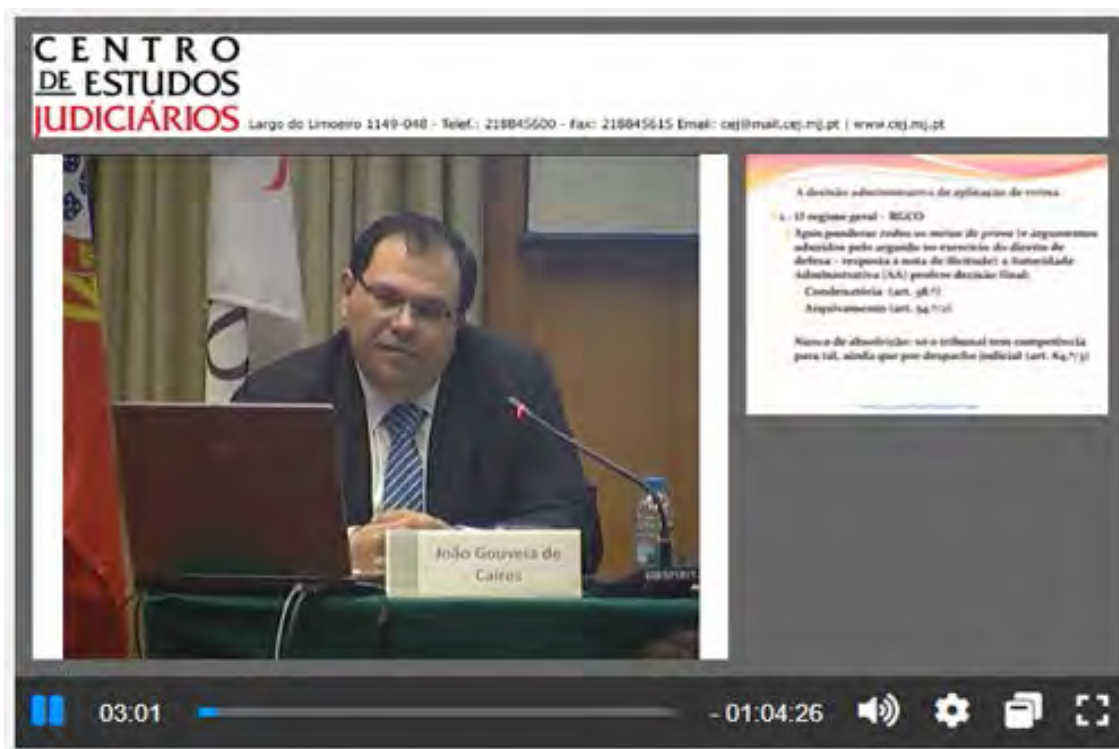 CENTRO
DE ESTUDOS
JUDICIÁRIOS Largo do Limoeiro 1149-048 - Telef.: 218845600 - Fax: 218845615 Email: cej@mail.cej.mj.pt | www.cej.mj.pt
A decisão administrativa de aplicação de coima
1. O regime geral - RGCO
Após ponderar todos os meios de prova (e argumentos
aduzidos pelo arguido no exercício do direito de
defesa - resposta à nota de ilicitude) a Autoridade
Administrativa (AA) profere decisão final:
Condenatória (art. 58.º)
Arquivamento (art. 54.º/2)
Nunca de absolvição: só o tribunal tem competência
para tal, ainda que por despacho judicial (art. 64.º/3)
João Gouveia de
Caires
03:01
- 01:04:26